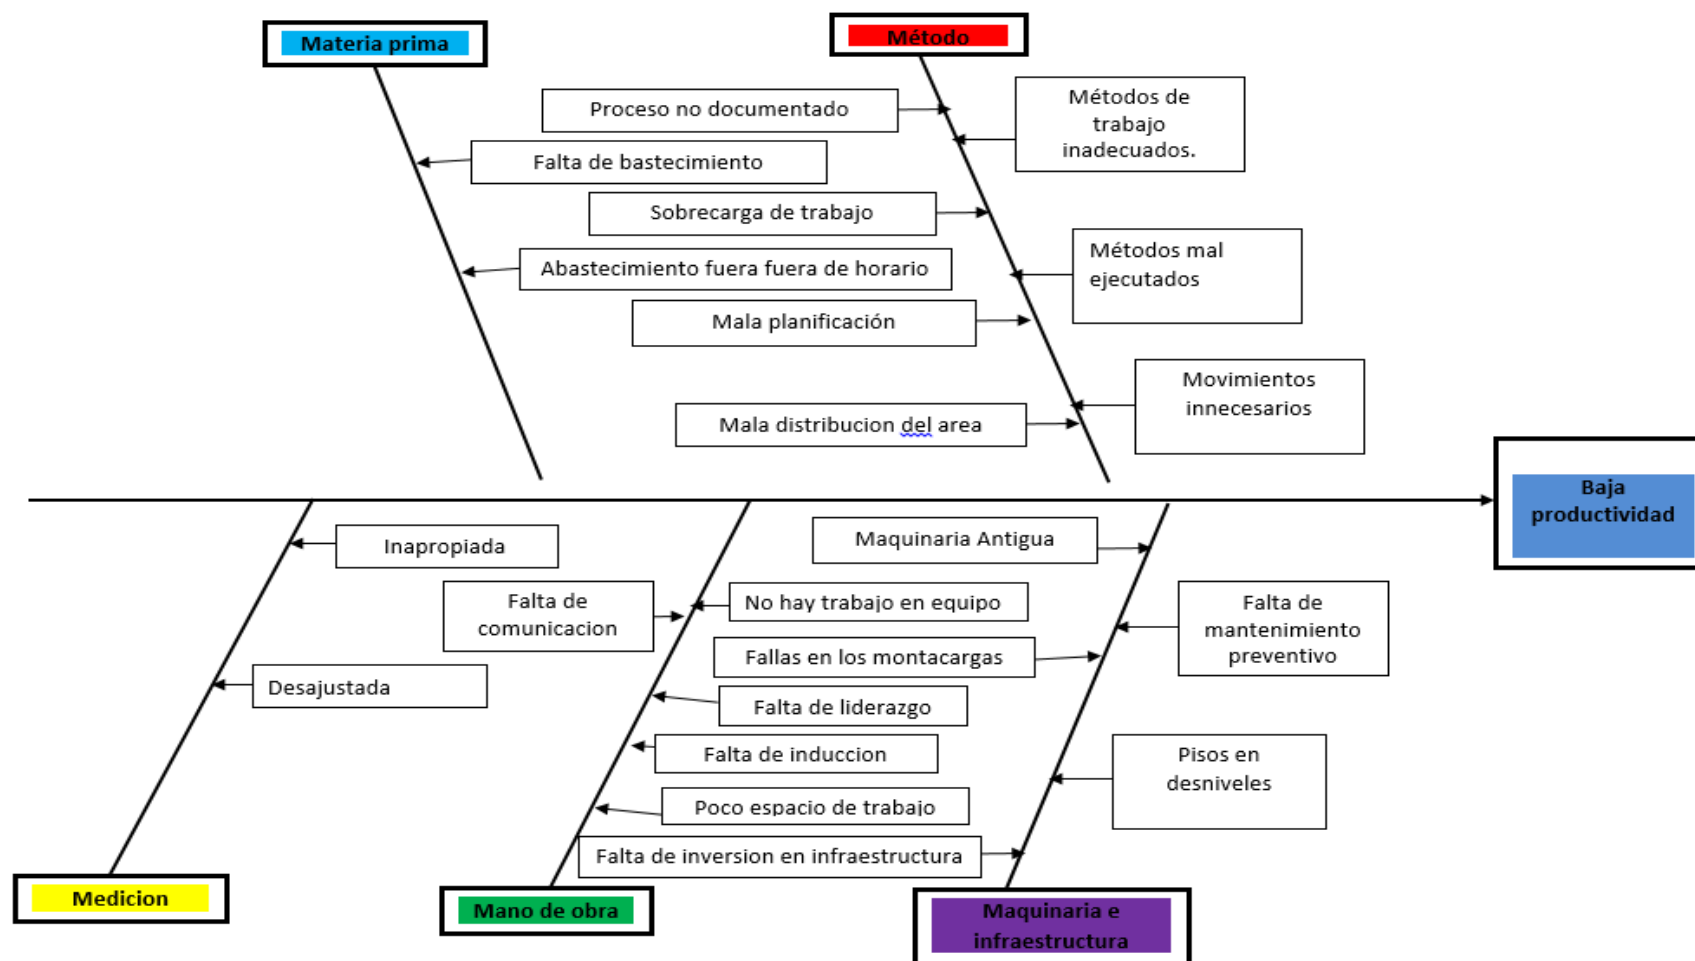 Materia prima
Método
Proceso no documentado
Métodos de
trabajo
inadecuados.
Falta de bastecimiento
Sobrecarga de trabajo
Abastecimiento fuera fuera de horario
Métodos mal
ejecutados
Mala planificación
Movimientos
innecesarios
Mala distribucion del area
Baja
productividad
Inapropiada
Maquinaria Antigua
Falta de
comunicacion
No hay trabajo en equipo
Falta de
mantenimiento
preventivo
Fallas en los montacargas
Desajustada
Falta de liderazgo
Falta de induccion
Pisos en
desniveles
Poco espacio de trabajo
Falta de inversion en infraestructura
Medicion
Mano de obra
Maquinaria e
infraestructura